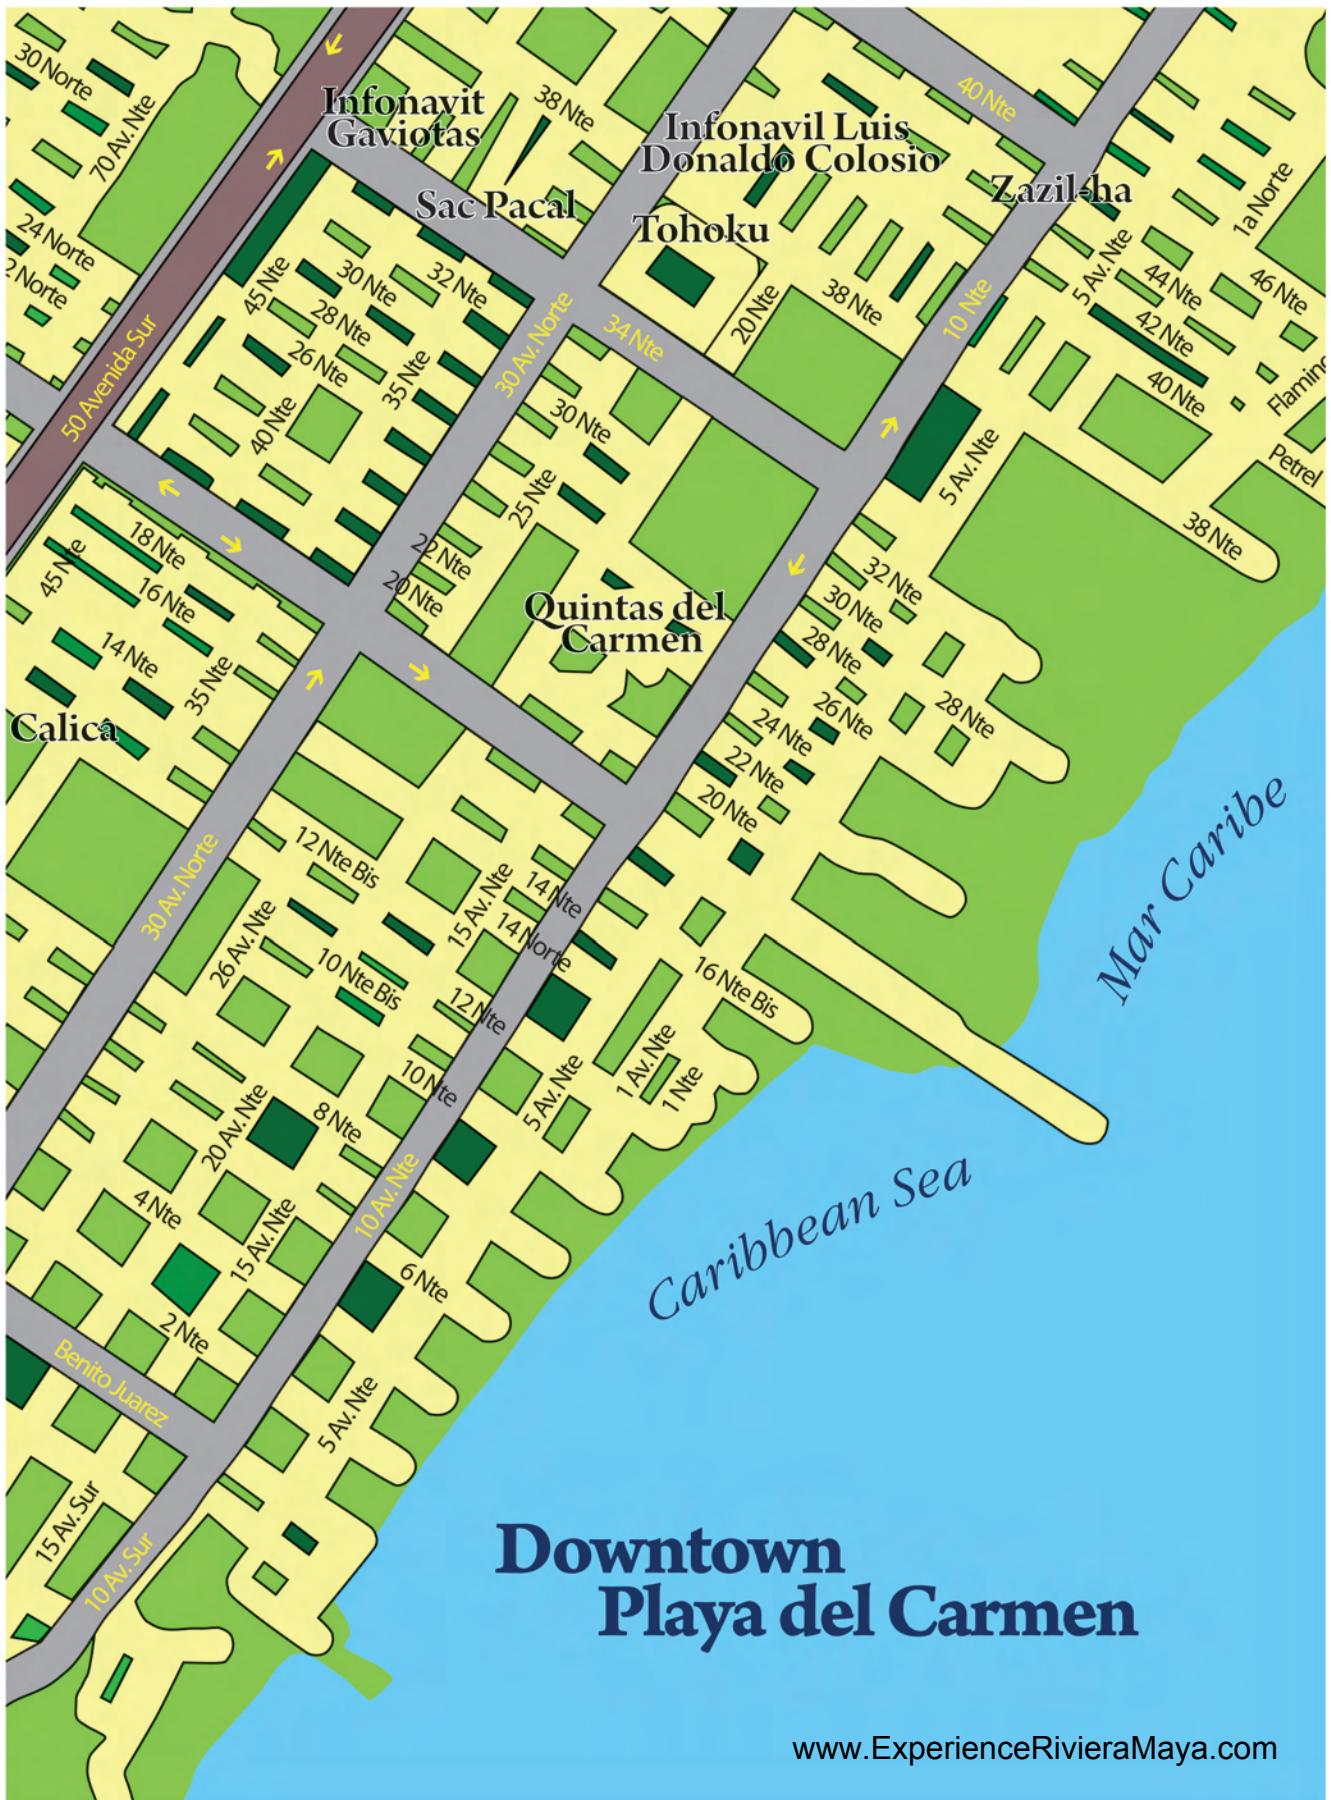 30 Norte
70 Av. Nte
24 Norte
2 Norte
Infonavit
Gaviotas
38 Nte
Sac Pacal
Infonavil Luis
Donaldo Colosio
Tohoku
40 Nte
Zazil-ha
1a Norte
5 Av. Nte
44 Nte
46 Nte
42 Nte
40 Nte
Flaming
Petrel
38 Nte
45 Nte
30 Nte
32 Nte
28 Nte
26 Nte
35 Nte
40 Nte
50 Avenida Sur
30 Av. Norte
34 Nte
20 Nte
38 Nte
10 Nte
5 Av. Nte
30 Nte
25 Nte
22 Nte
20 Nte
Quintas del
Carmen
32 Nte
30 Nte
28 Nte
26 Nte
28 Nte
24 Nte
22 Nte
20 Nte
18 Nte
45 Nte
16 Nte
14 Nte
35 Nte
Calica
30 Av. Norte
12 Nte Bis
26 Av. Nte
10 Nte Bis
15 Av. Nte
14 Nte
14 Norte
12 Nte
10 Nte
16 Nte Bis
1 Av. Nte
1 Nte
5 Av. Nte
Mar Caribe
Caribbean Sea
20 Av. Nte
8 Nte
4 Nte
15 Av. Nte
10 Av. Nte
6 Nte
2 Nte
Benito Juarez
5 Av. Nte
15 Av. Sur
10 Av. Sur
Downtown
Playa del Carmen
www.ExperienceRivieraMaya.com